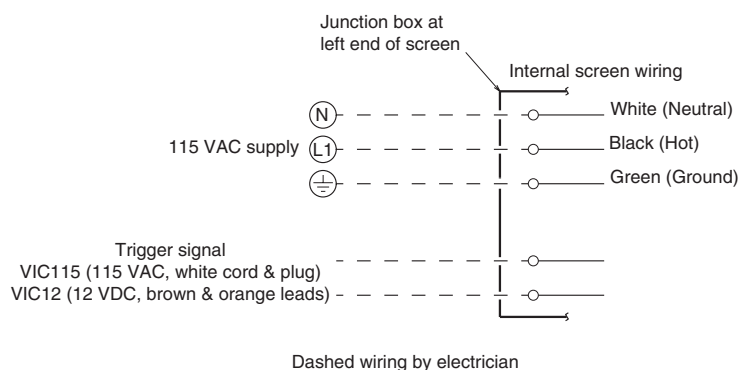 Junction box at
left end of screen
Internal screen wiring
N
White (Neutral)
115 VAC supply
L1
Black (Hot)
Green (Ground)
Trigger signal
VIC115 (115 VAC, white cord & plug)
VIC12 (12 VDC, brown & orange leads)
Dashed wiring by electrician